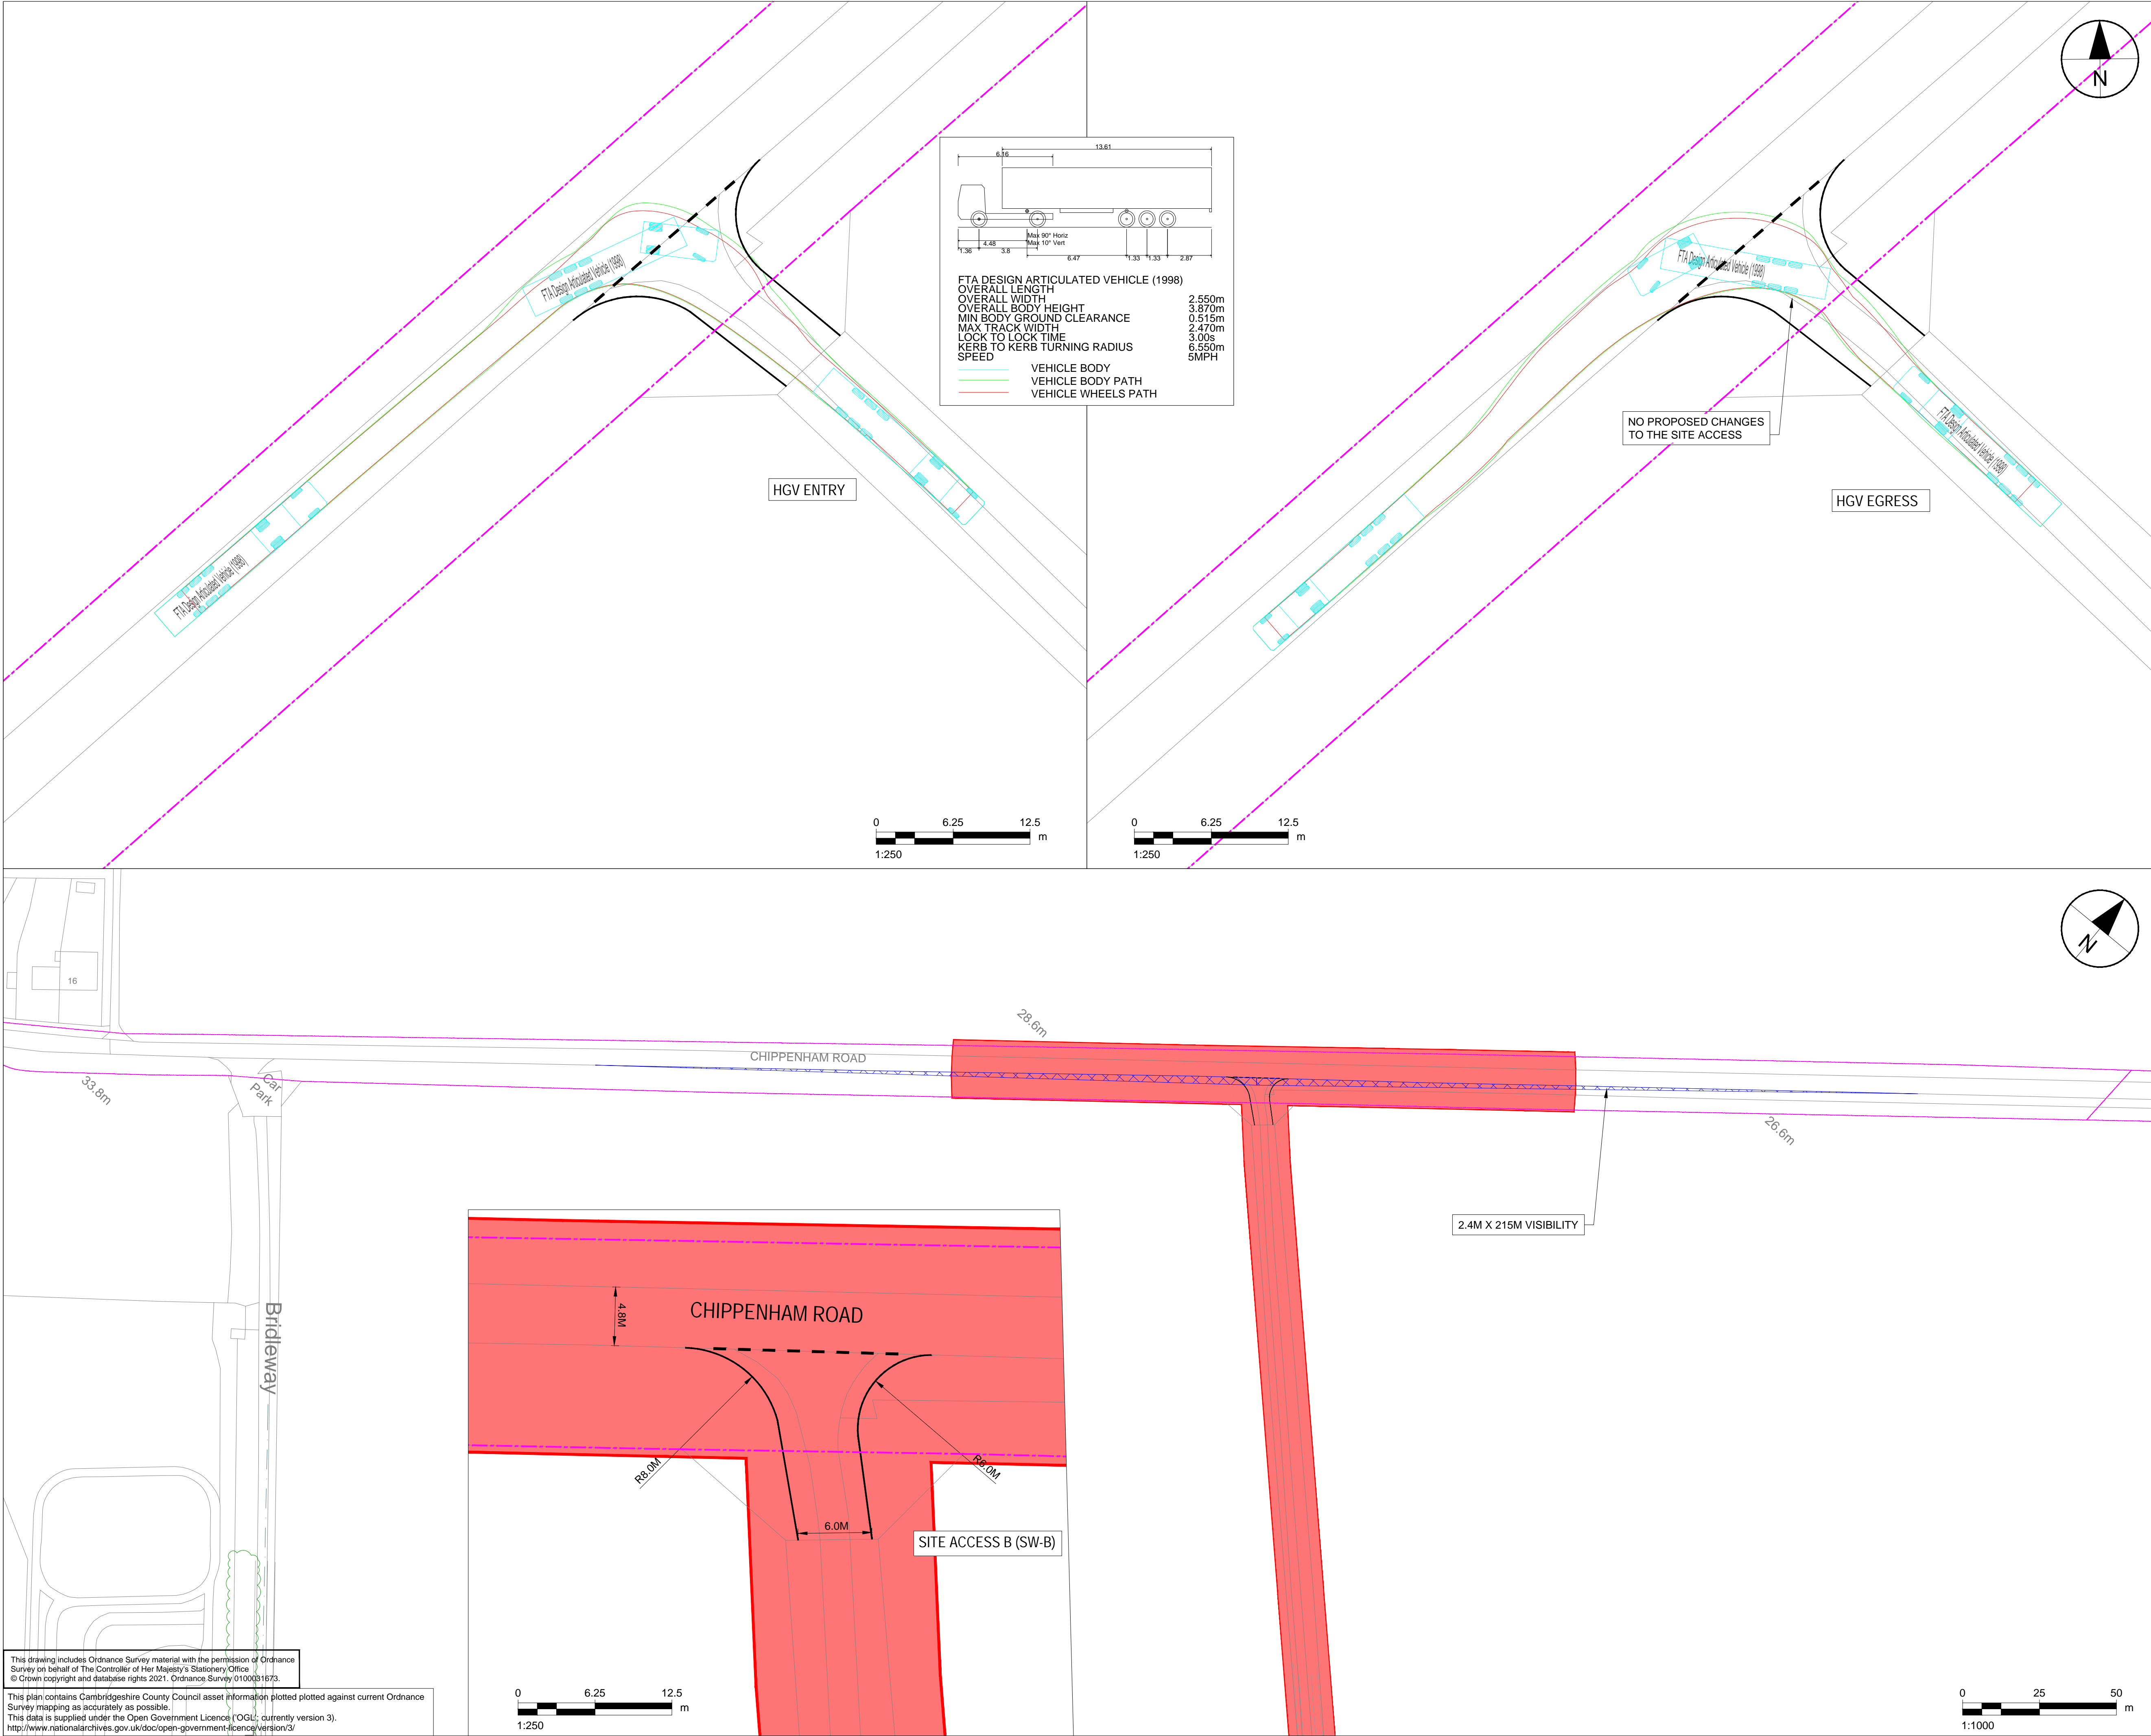 N
FTA Design Articulated Vehicle (1998)
FTA Design Articulated Vehicle (1998)
HGV ENTRY
0 6.25 12.5
m
1:250
13.61
6.16
Max 90° Horiz
Max 10° Vert
4.48
1.36 3.8 6.47 1.33 1.33 2.87
FTA DESIGN ARTICULATED VEHICLE (1998)
OVERALL LENGTH
OVERALL WIDTH 2.550m
OVERALL BODY HEIGHT 3.870m
MIN BODY GROUND CLEARANCE 0.515m
MAX TRACK WIDTH 2.470m
LOCK TO LOCK TIME 3.00s
KERB TO KERB TURNING RADIUS 6.550m
SPEED 5MPH
VEHICLE BODY
VEHICLE BODY PATH
VEHICLE WHEELS PATH
FTA Design Articulated Vehicle (1998)
FTA Design Articulated Vehicle (1998)
NO PROPOSED CHANGES
TO THE SITE ACCESS
HGV EGRESS
0 6.25 12.5
m
1:250
N
16
33.8m
Car
Park
CHIPPENHAM ROAD
28.6m
26.6m
2.4M X 215M VISIBILITY
Bridleway
4.8M
CHIPPENHAM ROAD
R8.0M
R6.0M
6.0M
SITE ACCESS B (SW-B)
0 6.25 12.5
m
1:250
0 25 50
m
1:1000
This drawing includes Ordnance Survey material with the permission of Ordnance
Survey on behalf of The Controller of Her Majesty's Stationery Office
© Crown copyright and database rights 2021. Ordnance Survey 0100031673.
This plan contains Cambridgeshire County Council asset information plotted plotted against current Ordnance
Survey mapping as accurately as possible.
This data is supplied under the Open Government Licence ('OGL'; currently version 3).
http://www.nationalarchives.gov.uk/doc/open-government-licence/version/3/